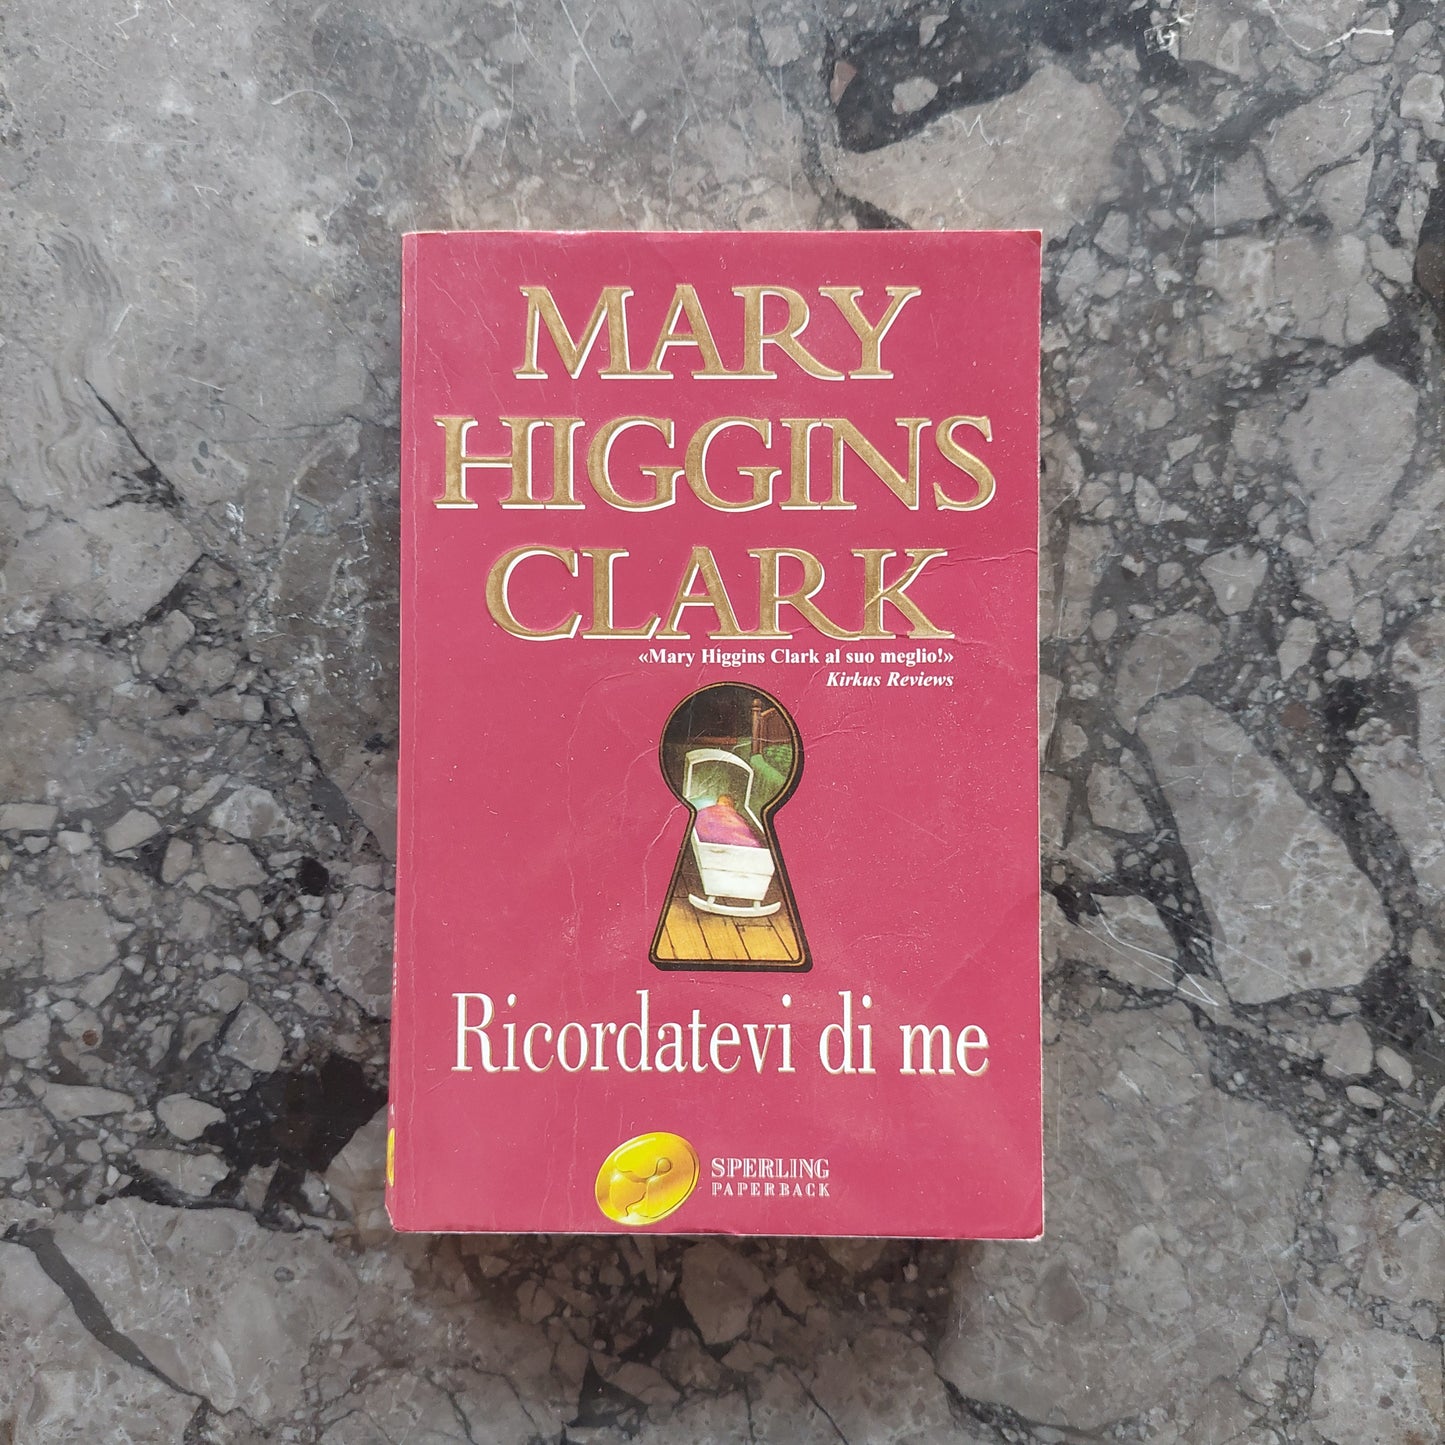 MARY
HIGGINS
CLARK
«Mary Higgins Clark al suo meglio!»
Kirkus Reviews
Ricordatevi di me
SPERLING
PAPERBACK